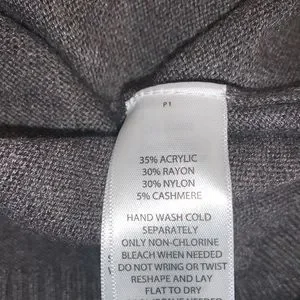 P1
35% ACRYLIC
30% RAYON
30% NYLON
5% CASHMERE
HAND WASH COLD
SEPARATELY
ONLY NON-CHLORINE
BLEACH WHEN NEEDED
DO NOT WRING OR TWIST
RESHAPE AND LAY
FLAT TO DRY